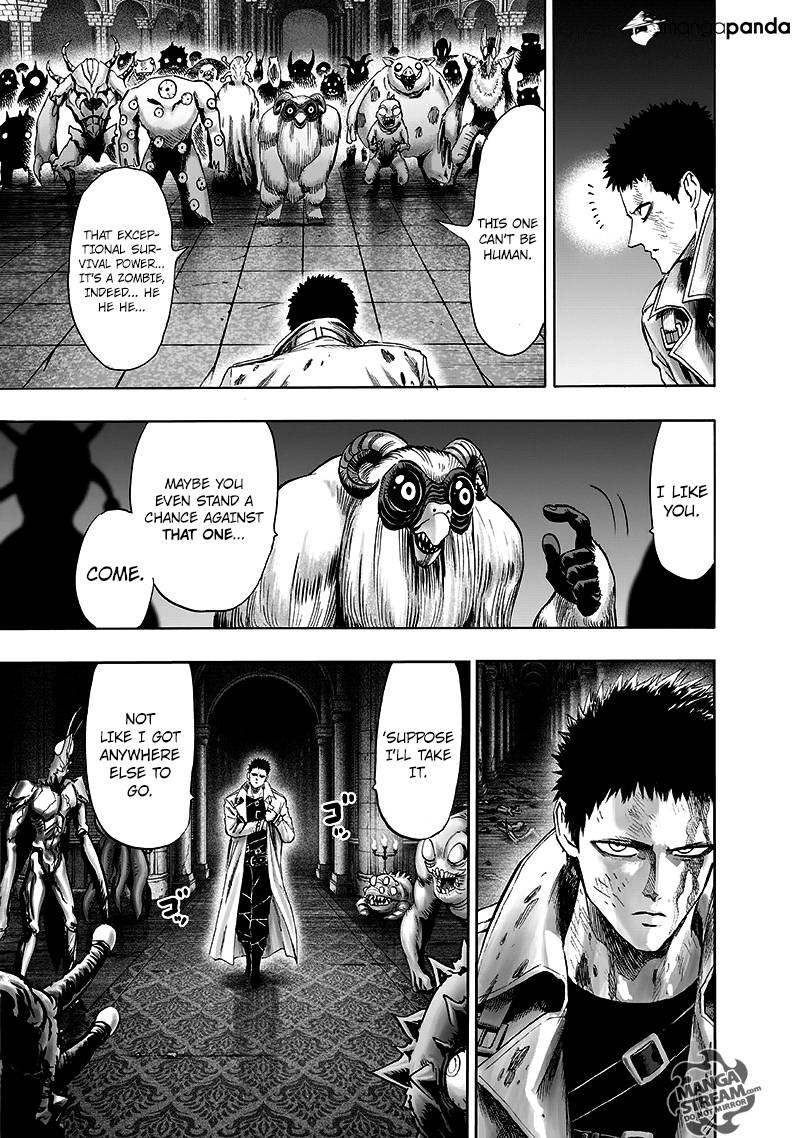 mangapanda
THIS ONE
CAN'T BE
HUMAN.
THAT EXCEP-
TIONAL SUR-
VIVAL POWER...
IT'S A ZOMBIE,
INDEED... HE
HE HE...
I LIKE
YOU.
MAYBE YOU
EVEN STAND A
CHANCE AGAINST
THAT ONE...
COME.
'SUPPOSE
I'LL TAKE
IT.
NOT
LIKE I GOT
ANYWHERE
ELSE TO
GO.
ゴゴ
ゴゴ
MANGA
STREAM.com
DO NOT MIRROR